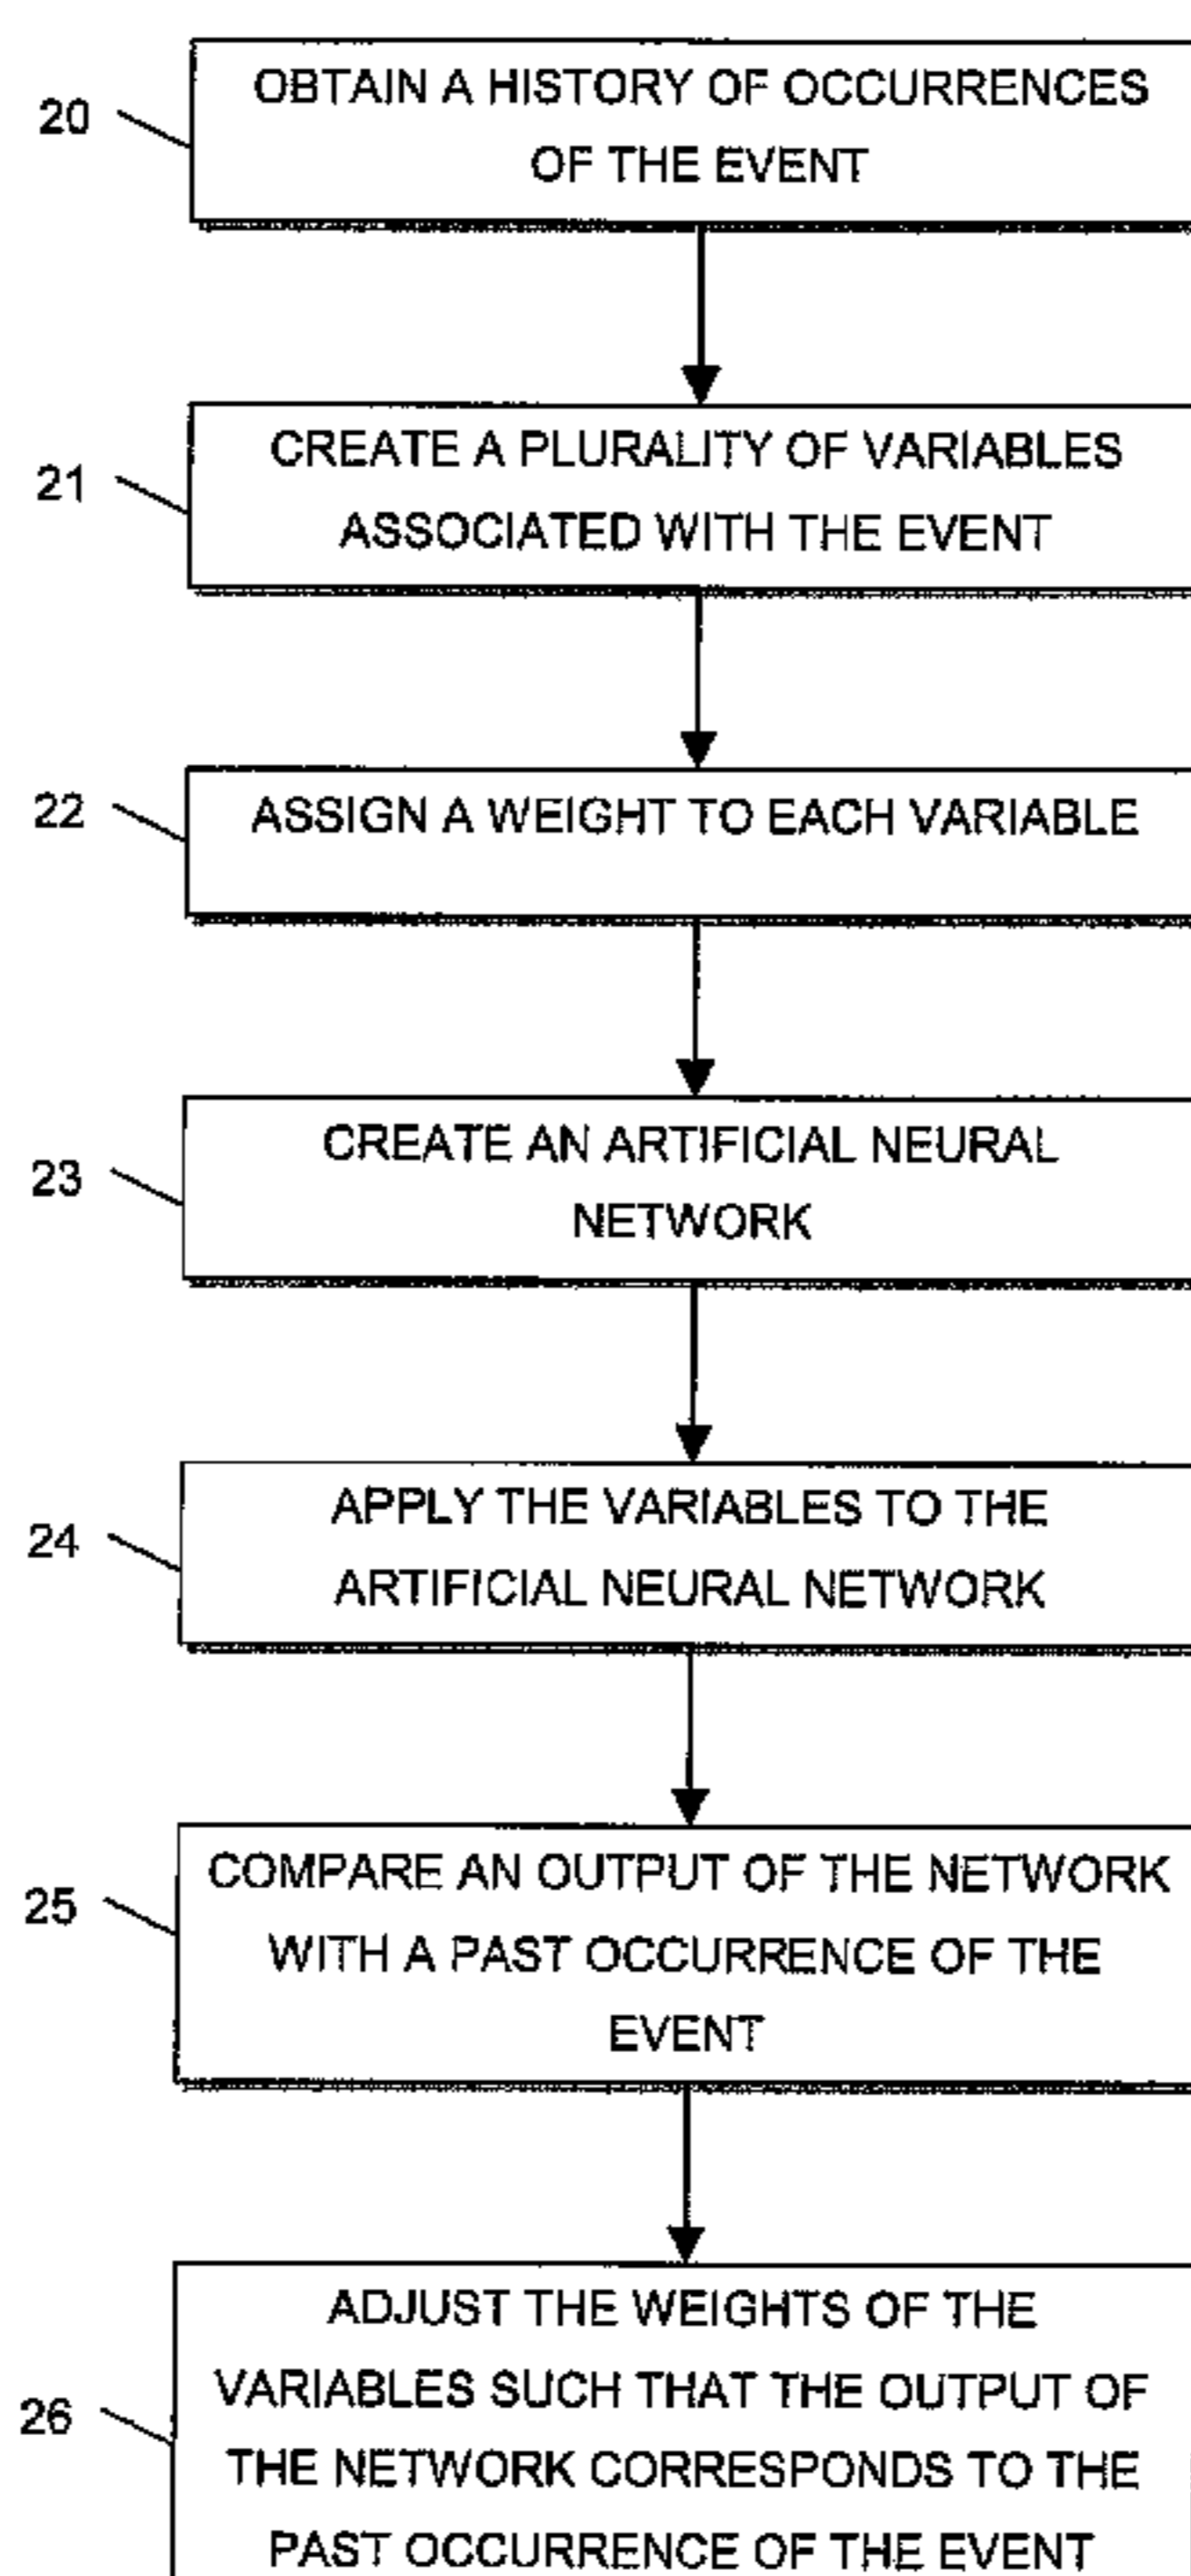 20
OBTAIN A HISTORY OF OCCURRENCES
OF THE EVENT
21
CREATE A PLURALITY OF VARIABLES
ASSOCIATED WITH THE EVENT
22
ASSIGN A WEIGHT TO EACH VARIABLE
23
CREATE AN ARTIFICIAL NEURAL
NETWORK
24
APPLY THE VARIABLES TO THE
ARTIFICIAL NEURAL NETWORK
25
COMPARE AN OUTPUT OF THE NETWORK
WITH A PAST OCCURRENCE OF THE
EVENT
26
ADJUST THE WEIGHTS OF THE
VARIABLES SUCH THAT THE OUTPUT OF
THE NETWORK CORRESPONDS TO THE
PAST OCCURRENCE OF THE EVENT